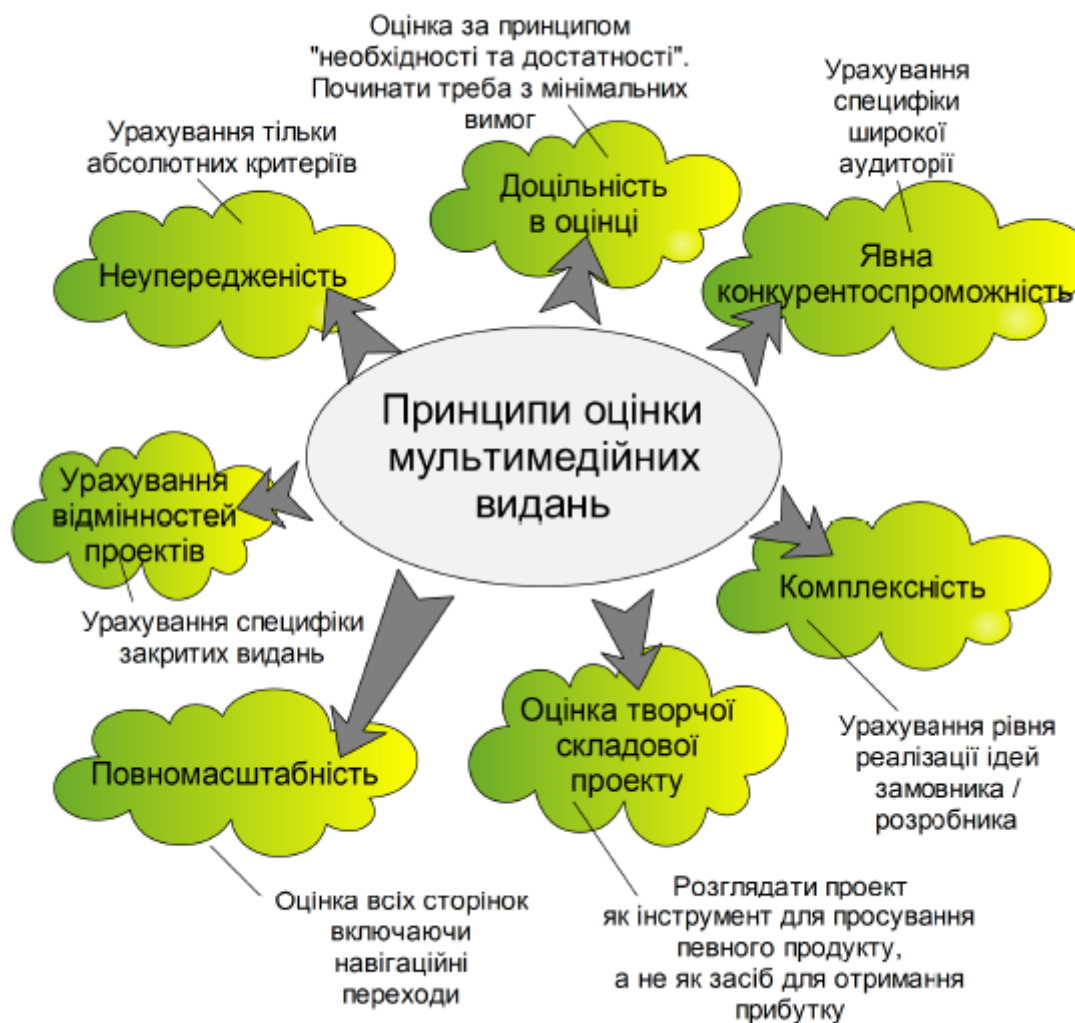 Оцінка за принципом
"необхідності та достатності".
Починати треба з мінімальних
вимог
Урахування
специфіки
широкої
аудиторії
Урахування тільки
абсолютних критеріїв
Доцільність
в оцінці
Неупередженість
Явна
конкурентоспроможність
Принципи оцінки
мультимедійних
видань
Урахування
відмінностей
проектів
Урахування специфіки
закритих видань
Комплексність
Урахування рівня
реалізації ідей
замовника /
розробника
Оцінка творчої
складової
проекту
Повномасштабність
Оцінка всіх сторінок
включаючи
навігаційні
переходи
Розглядати проект
як інструмент для просування
певного продукту,
а не як засіб для отримання
прибутку